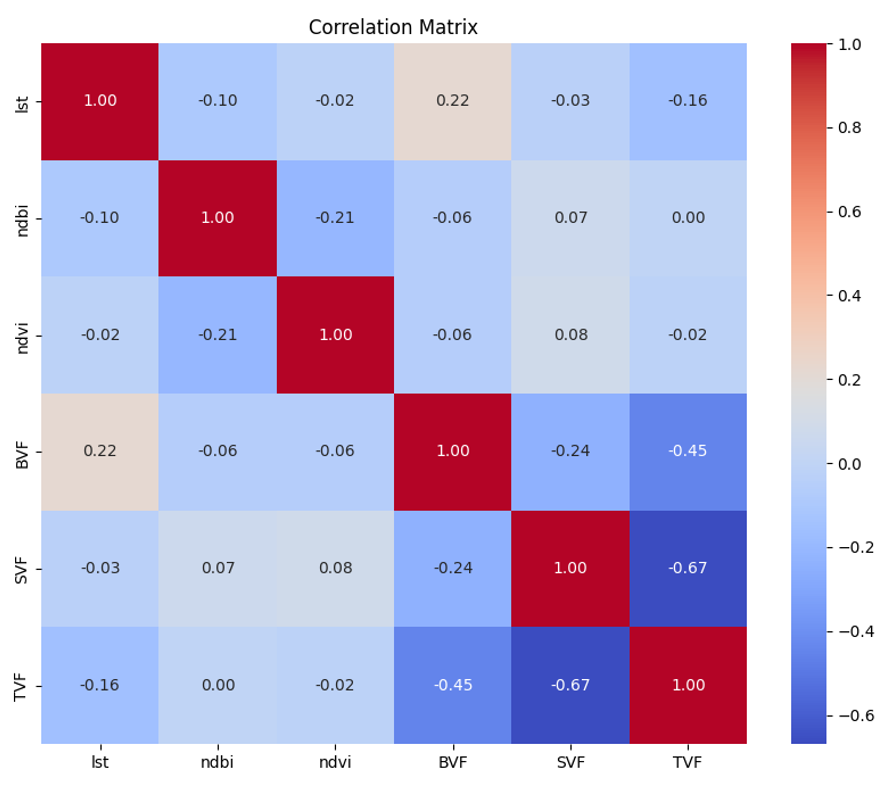 Correlation Matrix
lst 1.00 -0.10 -0.02 0.22 -0.03 -0.16
ndbi -0.10 1.00 -0.21 -0.06 0.07 0.00
ndvi -0.02 -0.21 1.00 -0.06 0.08 -0.02
BVF 0.22 -0.06 -0.06 1.00 -0.24 -0.45
SVF -0.03 0.07 0.08 -0.24 1.00 -0.67
TVF -0.16 0.00 -0.02 -0.45 -0.67 1.00
lst ndbi ndvi BVF SVF TVF
1.0
0.8
0.6
0.4
0.2
0.0
−0.2
−0.4
−0.6